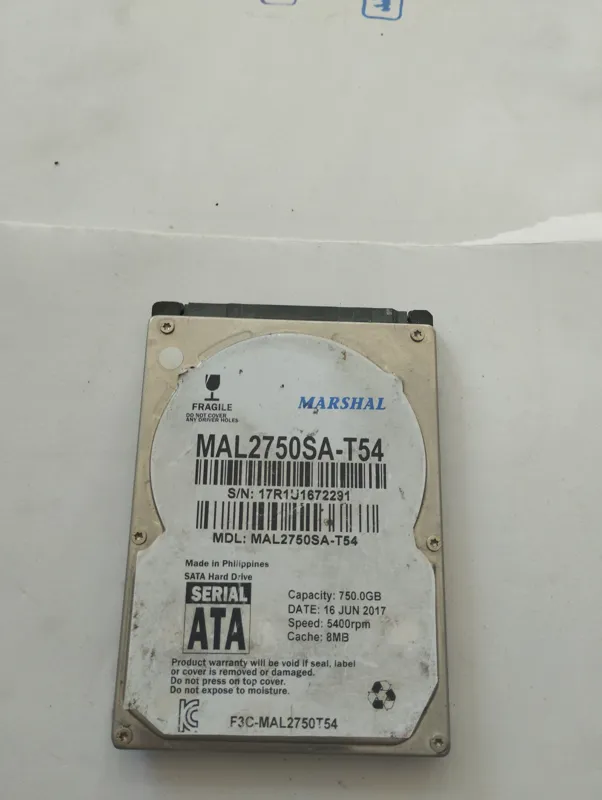 FRAGILE
DO NOT COVER
ANY DRIVER HOLES
MARSHAL
MAL2750SA-T54
S/N: 17R1U1672291
MDL: MAL2750SA-T54
Made in Philippines
SATA Hard Drive
SERIAL
ATA
Capacity: 750.0GB
DATE: 16 JUN 2017
Speed: 5400rpm
Cache: 8MB
Product warranty will be void if seal, label
or cover is removed or damaged.
Do not press on top cover.
Do not expose to moisture.
F3C-MAL2750T54